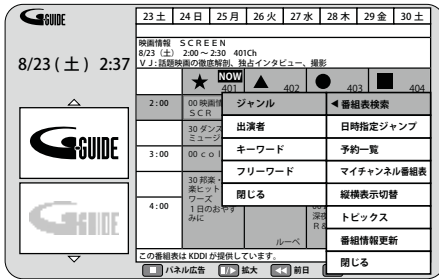 G-GUIDE
23 土 24 日 25 月 26 火 27 水 28 木 29 金 30 土
映画情報 SCREEN
8/23（土） 2:00～2:30 401Ch
VJ:話題映画の徹底解剖、独占インタビュー、撮影
8/23 ( 土 ) 2:37
★ NOW 401 ▲ 402 ● 403 ■ 404
2:00 00 映画情
SCR
30 ダンス
ミュージ
3:00 00 c o l
30 邦楽・
楽ヒット
ワーズ
4:00 1日のおやす
みに
ルーペ
深夜
R &
ジャンル
出演者
キーワード
フリーワード
閉じる
◀ 番組表検索
日時指定ジャンプ
予約一覧
マイチャンネル番組表
縦横表示切替
トピックス
番組情報更新
閉じる
G-GUIDE
G-GUIDE
この番組表は KDDI が提供しています。
パネル広告 拡大 前日